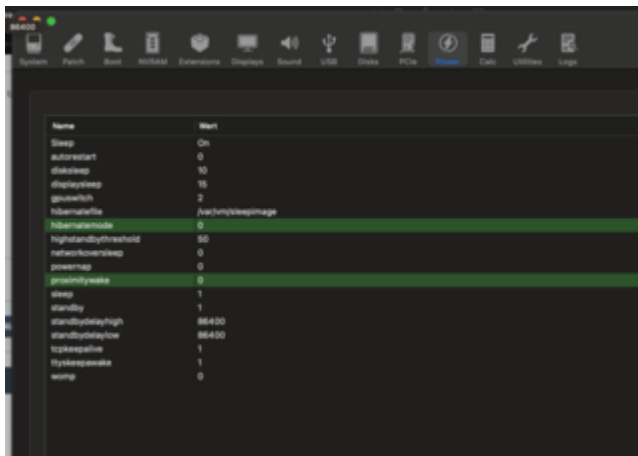 86400
System Patch Boot NVRAM Extensions Displays Sound USB Disks PCIe Power Calc Utilities Logs
Name Wert
Sleep On
autorestart 0
disksleep 10
displaysleep 15
gpuswitch 2
hibernatefile /var/vm/sleepimage
hibernatemode 0
highstandbythreshold 50
networkoversleep 0
powernap 0
proximitywake 0
sleep 1
standby 1
standbydelayhigh 86400
standbydelaylow 86400
tcpkeepalive 1
ttyskeepawake 1
womp 0